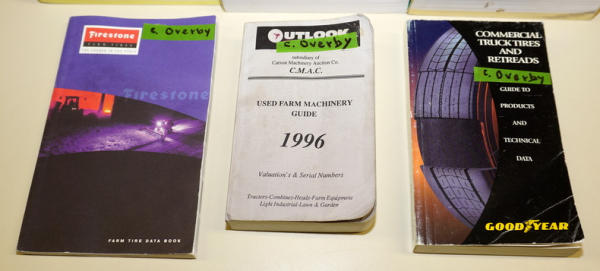 Firestone
FARM TIRES
C. Overby
Firestone
FARM TIRE DATA BOOK
OUTLOOK
C. Overby
subsidiary of
Carson Machinery Auction Co.
C.M.A.C.
USED FARM MACHINERY
GUIDE
1996
Valuation's & Serial Numbers
Tractors-Combines-Heads-Farm Equipment
Light Industrial-Lawn & Garden
COMMERCIAL
TRUCK TIRES
AND
RETREADS
C. Overby
GUIDE TO
PRODUCTS
AND
TECHNICAL
DATA
GOODYEAR